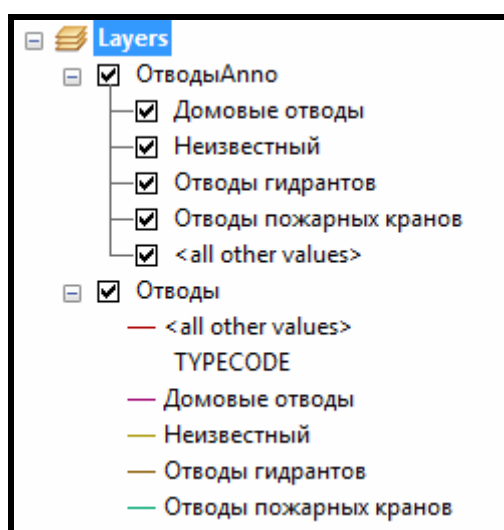 Layers
ОтводыAnno
Домовые отводы
Неизвестный
Отводы гидрантов
Отводы пожарных кранов
<all other values>
Отводы
<all other values>
TYPECODE
Домовые отводы
Неизвестный
Отводы гидрантов
Отводы пожарных кранов